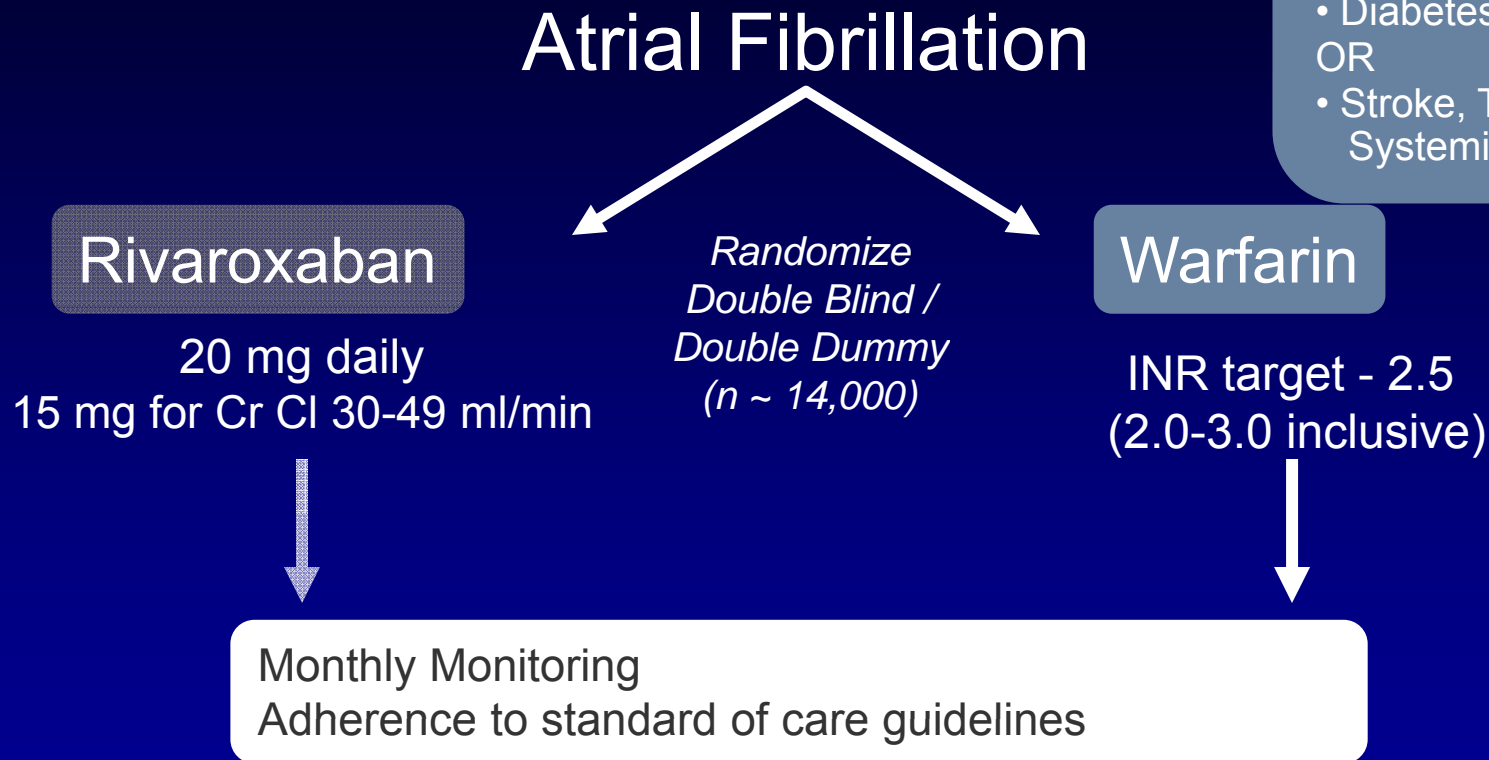 Atrial Fibrillation
• Diabetes
OR
• Stroke,
Rivaroxaban
20 mg daily
15 mg for Cr Cl 30-49 ml/min
Randomize
Double Blind /
Double Dummy
(n ~ 14,000)
Warfarin
INR target - 2.5
(2.0-3.0 inclusive)
Monthly Monitoring
Adherence to standard of care guidelines